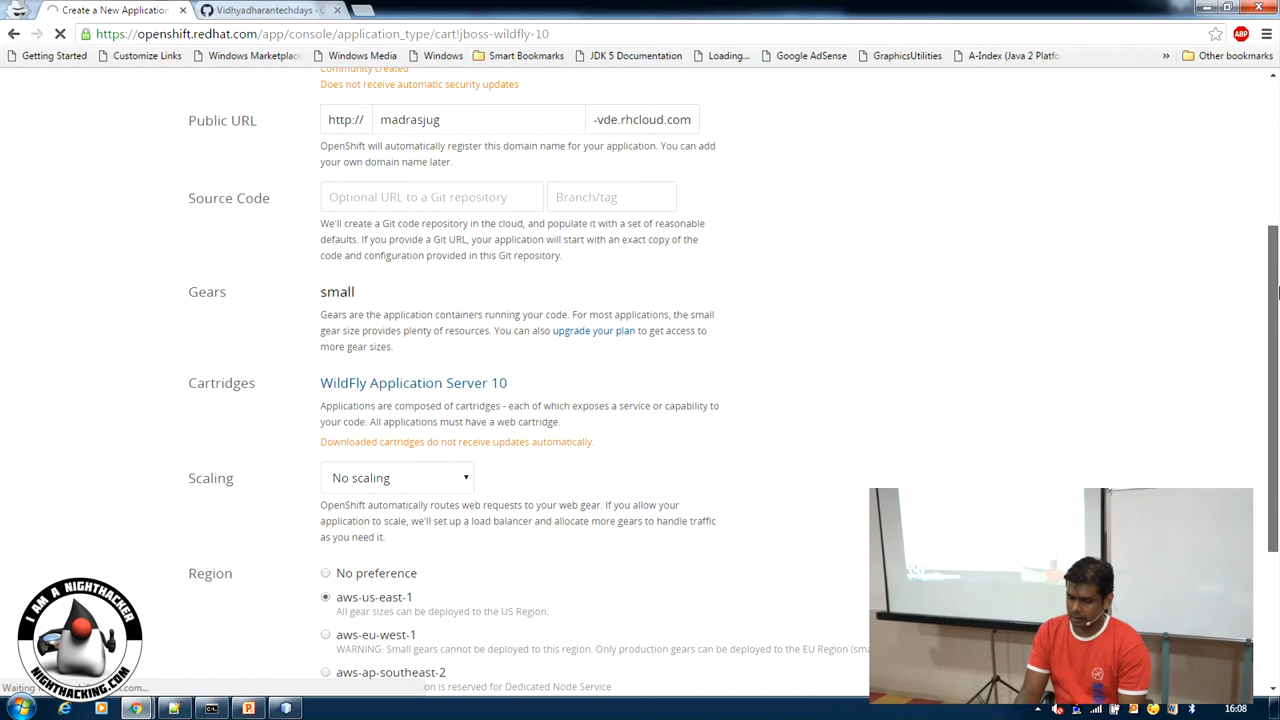 Create a New Application
Vidhyadharantechdays - G
https://openshift.redhat.com/app/console/application_type/cart!jboss-wildfly-10
Getting Started
Customize Links
Windows Marketplace
Windows Media
Windows
Smart Bookmarks
JDK 5 Documentation
Loading...
Google AdSense
GraphicsUtilities
A-Index (Java 2 Platfo
»
Other bookmarks
ABP
Community created
Does not receive automatic security updates
Public URL
http://
madrasjug
-vde.rhcloud.com
OpenShift will automatically register this domain name for your application. You can add
your own domain name later.
Source Code
Optional URL to a Git repository
Branch/tag
We'll create a Git code repository in the cloud, and populate it with a set of reasonable
defaults. If you provide a Git URL, your application will start with an exact copy of the
code and configuration provided in this Git repository.
Gears
small
Gears are the application containers running your code. For most applications, the small
gear size provides plenty of resources. You can also upgrade your plan to get access to
more gear sizes.
Cartridges
WildFly Application Server 10
Applications are composed of cartridges - each of which exposes a service or capability to
your code. All applications must have a web cartridge.
Downloaded cartridges do not receive updates automatically.
Scaling
No scaling
OpenShift automatically routes web requests to your web gear. If you allow your
application to scale, we'll set up a load balancer and allocate more gears to handle traffic
as you need it.
Region
No preference
aws-us-east-1
All gear sizes can be deployed to the US Region.
aws-eu-west-1
WARNING: Small gears cannot be deployed to this region. Only production gears can be deployed to the EU Region (sma
aws-ap-southeast-2
on is reserved for Dedicated Node Service
Waiting
.com...
I AM A NIGHTHACKER
NIGHTHACKING.COM
16:08